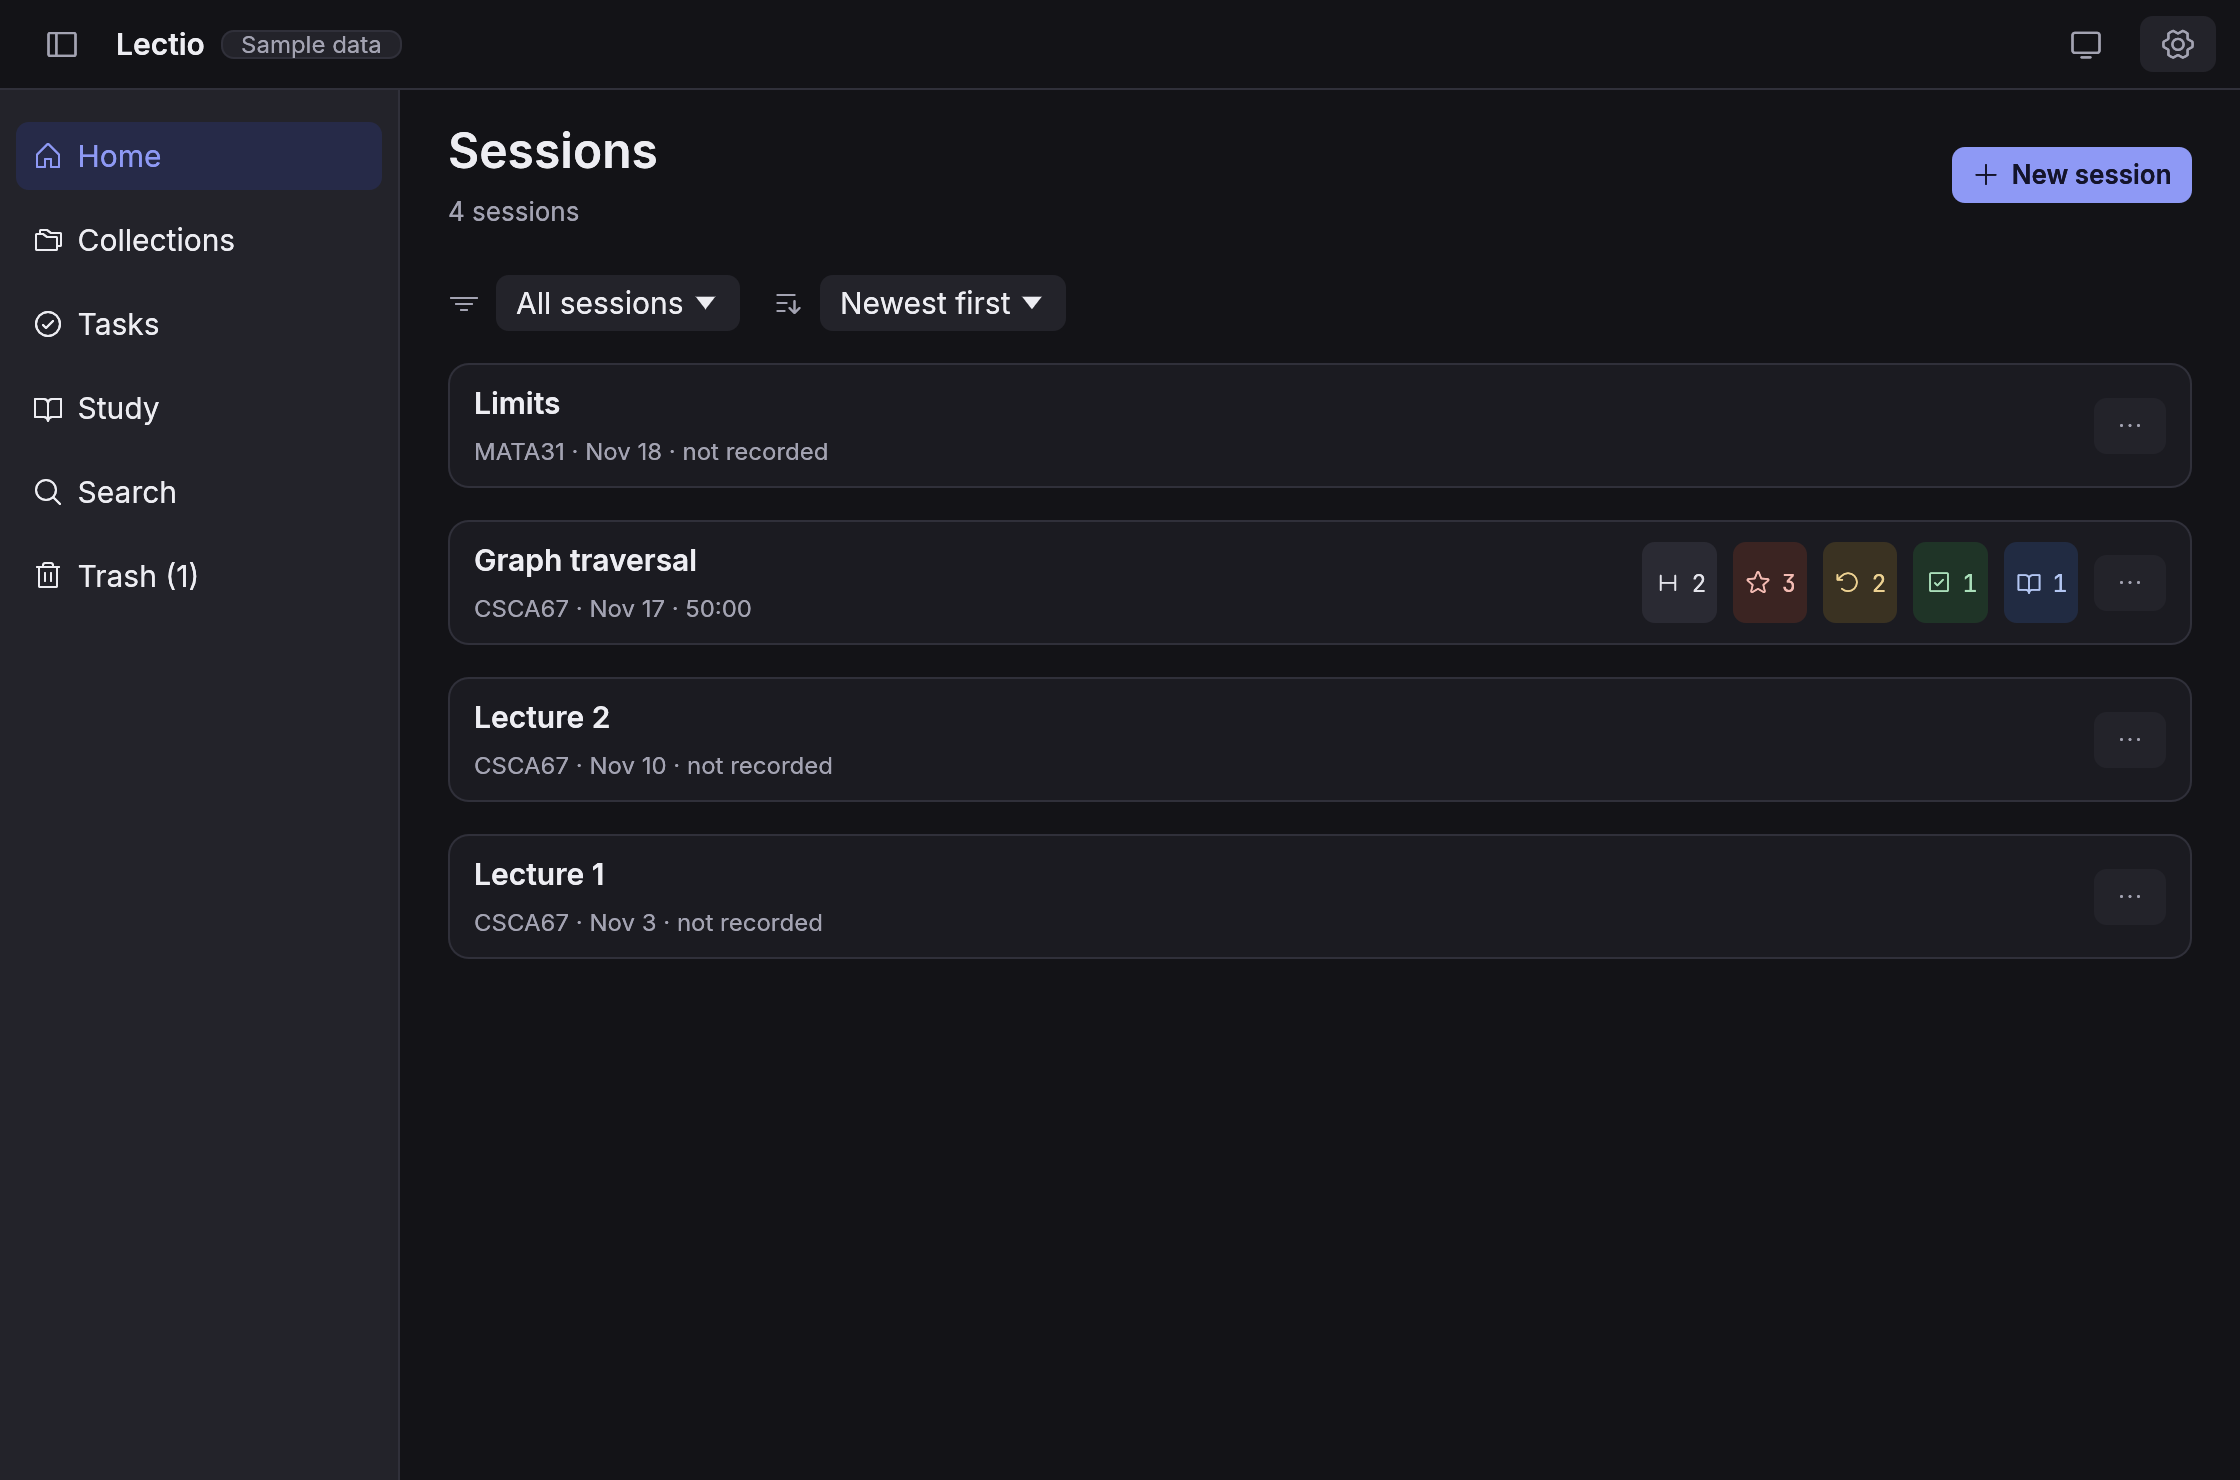 Lectio
Sample data
Home
Collections
Tasks
Study
Search
Trash (1)
Sessions
4 sessions
New session
All sessions
Newest first
Limits
MATA31 · Nov 18 · not recorded
Graph traversal
CSCA67 · Nov 17 · 50:00
2 3 2 1 1
Lecture 2
CSCA67 · Nov 10 · not recorded
Lecture 1
CSCA67 · Nov 3 · not recorded